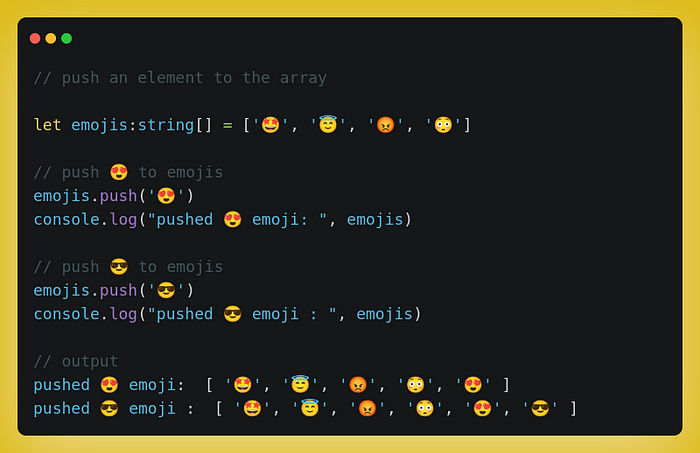 // push an element to the array
let emojis:string[] = ['🤩', '😇', '😡', '😳']
// push 😍 to emojis
emojis.push('😍')
console.log("pushed 😍 emoji: ", emojis)
// push 😎 to emojis
emojis.push('😎')
console.log("pushed 😎 emoji : ", emojis)
// output
pushed 😍 emoji:  [ '🤩', '😇', '😡', '😳', '😍' ]
pushed 😎 emoji :  [ '🤩', '😇', '😡', '😳', '😍', '😎' ]